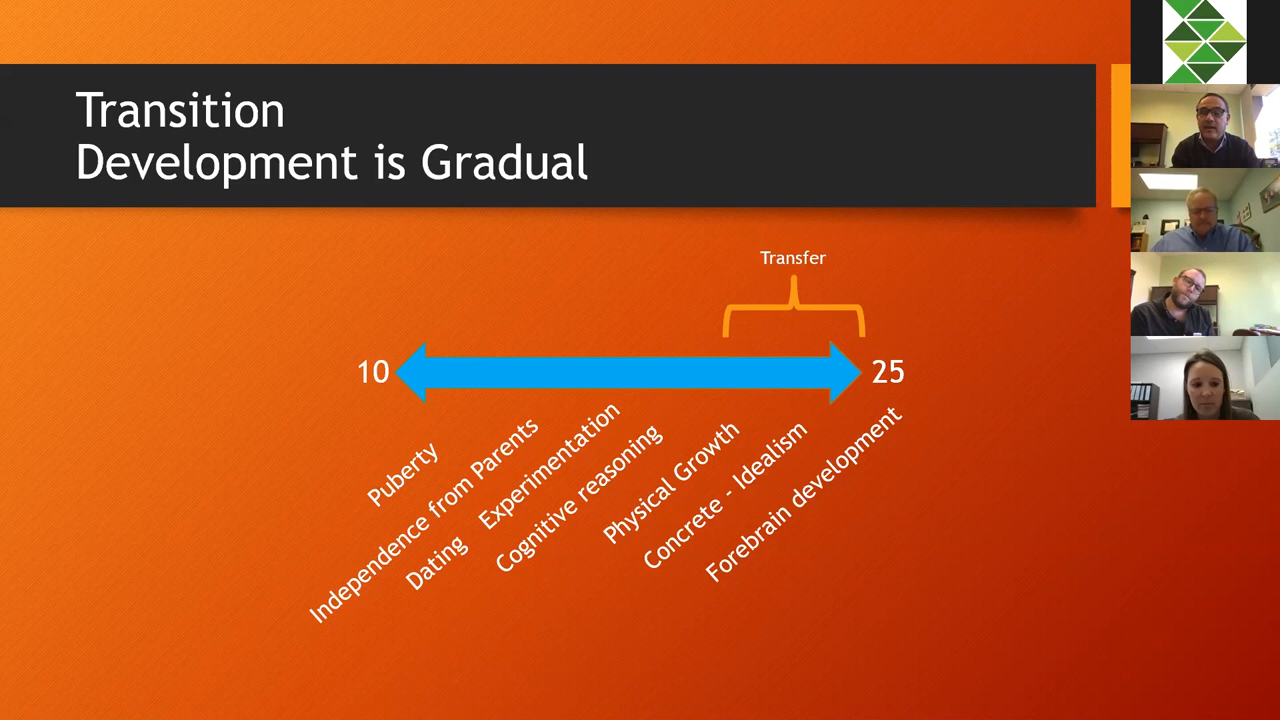 Transition
Development is Gradual
Transfer
10
25
Puberty
Independence from Parents
Dating
Experimentation
Cognitive reasoning
Physical Growth
Concrete - Idealism
Forebrain development